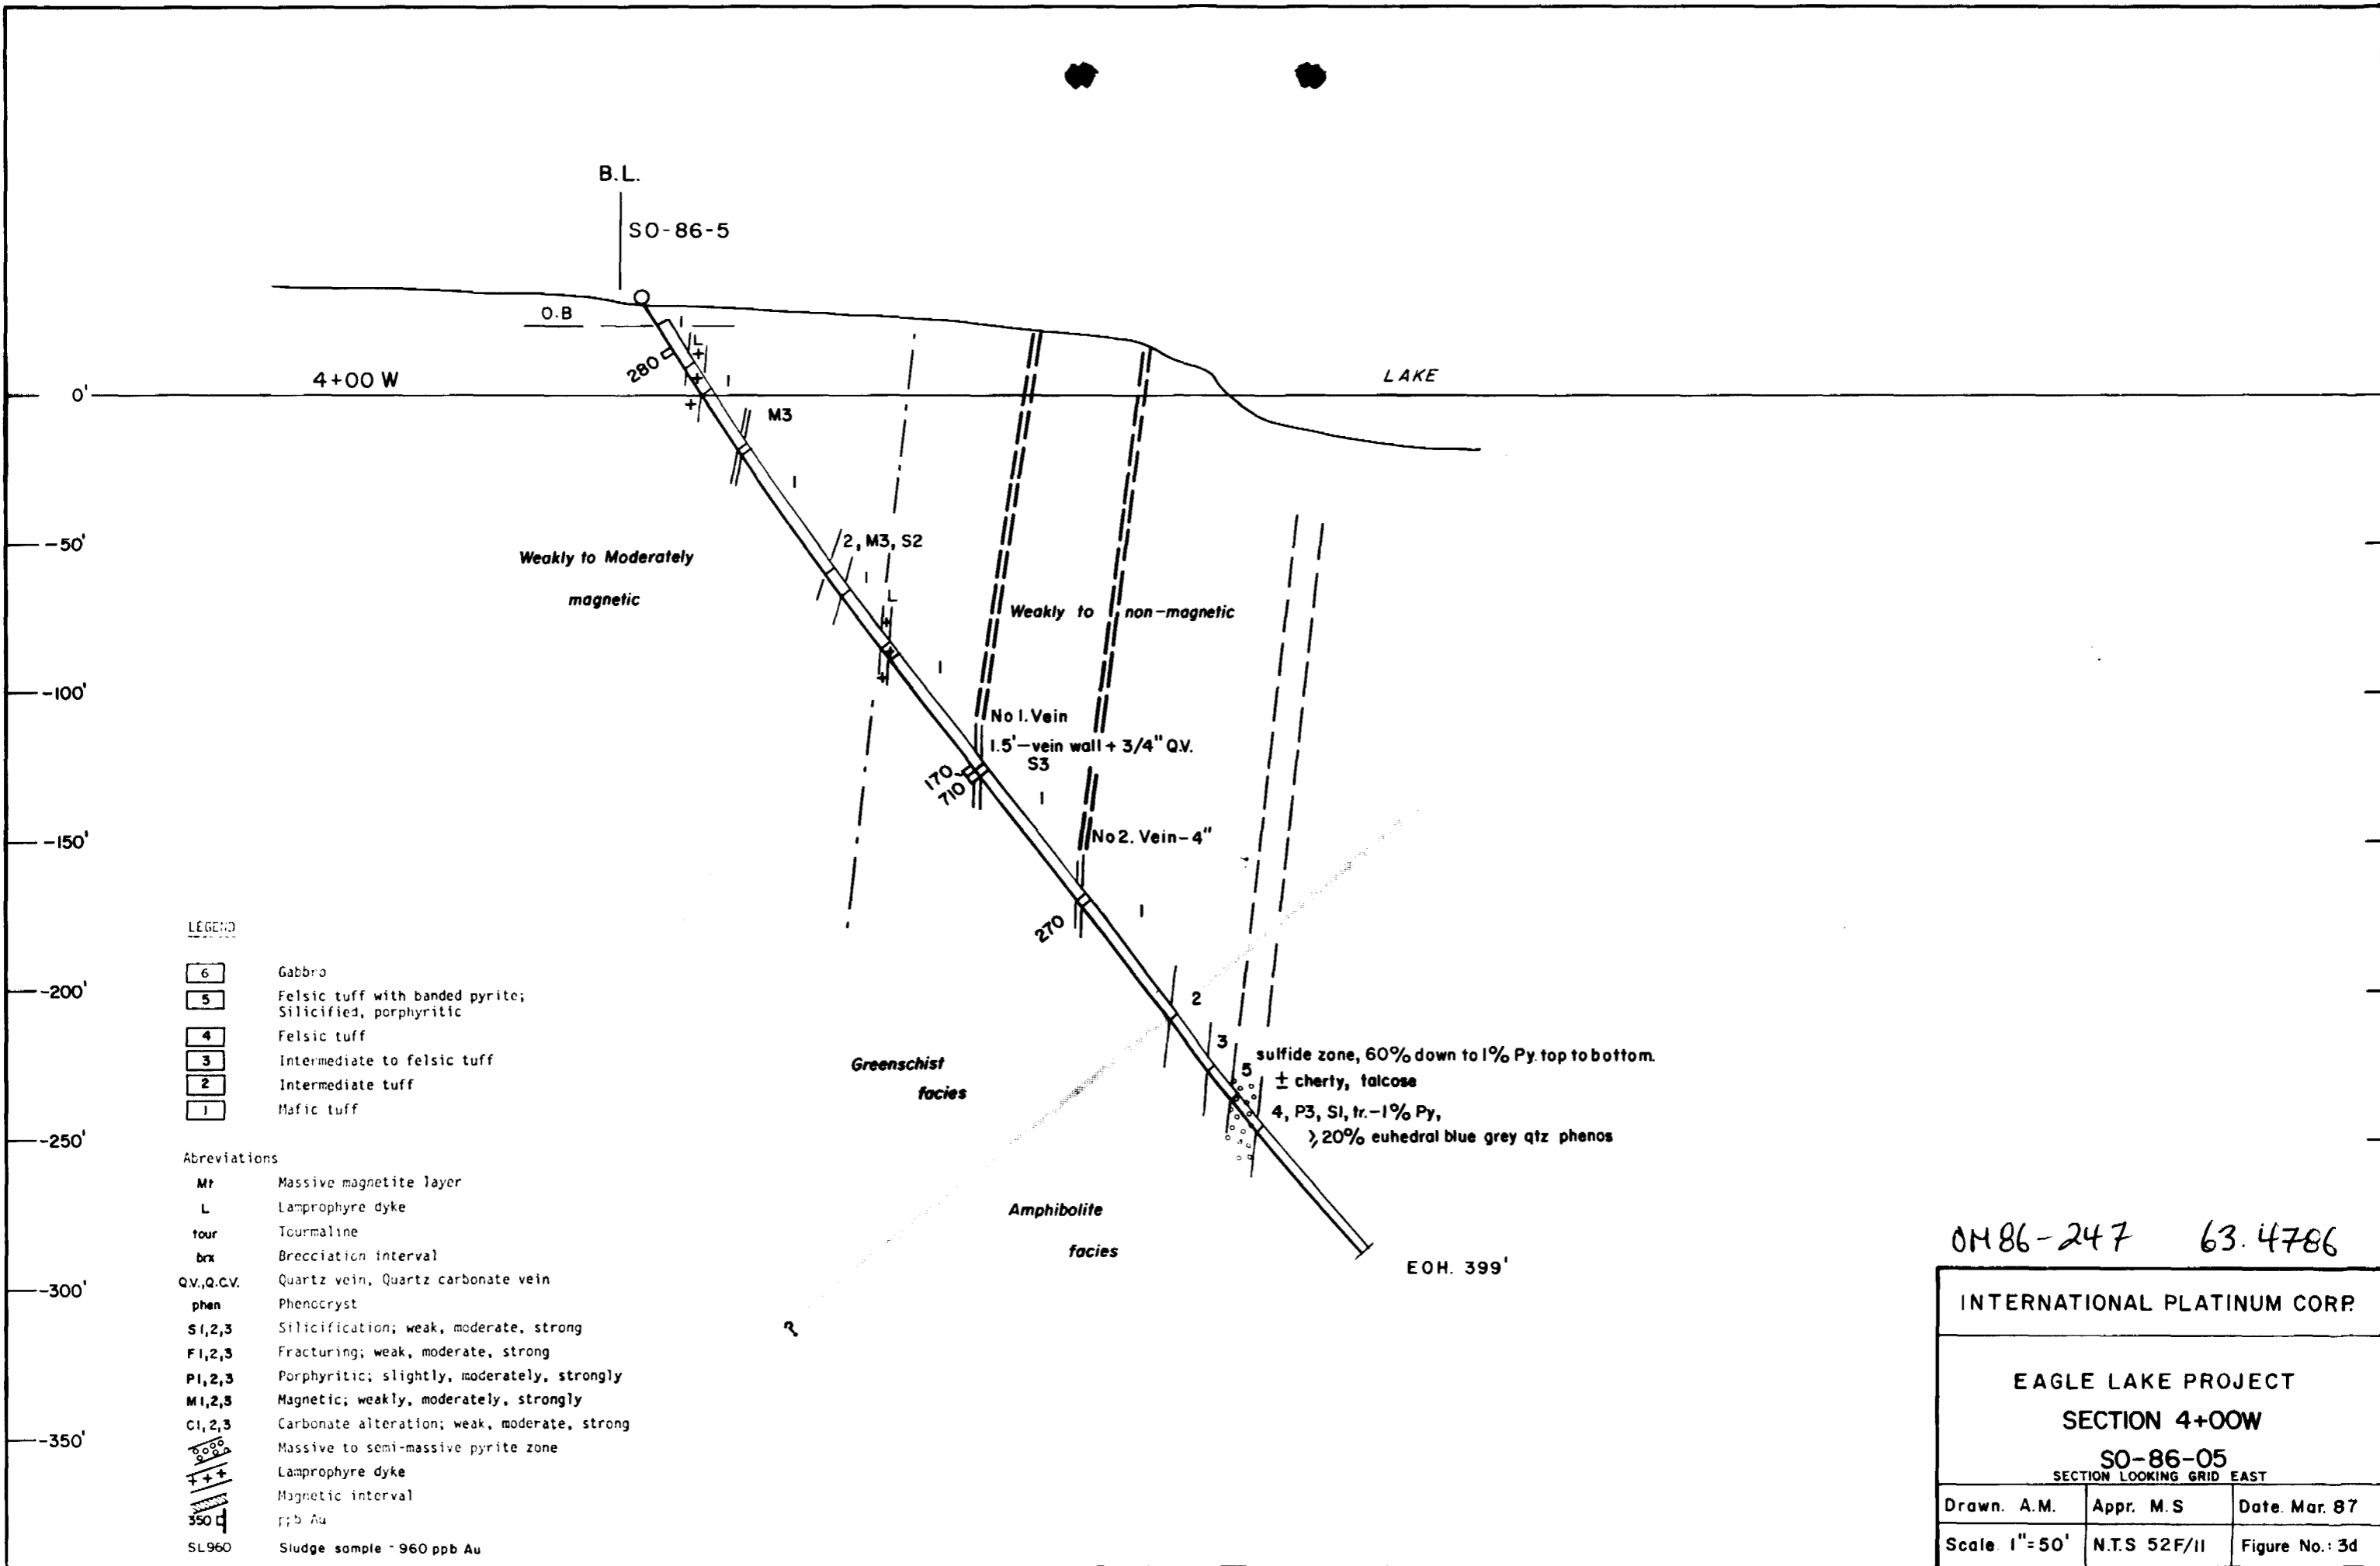 B.L.
SO-86-5
O.B
I
L
280
4+00 W
LAKE
0'
I
M3
I
-50'
2, M3, S2
Weakly to Moderately
magnetic
I
L
Weakly to non-magnetic
I
-100'
No 1. Vein
1.5'-vein wall + 3/4" Q.V.
S3
170
710
I
-150'
No 2. Vein-4"
270
I
-200'
2
3
5
sulfide zone, 60% down to 1% Py. top to bottom.
± cherty, talcose
4, P3, S1, tr.-1% Py,
⩾20% euhedral blue grey qtz phenos
Greenschist
facies
-250'
Amphibolite
facies
EOH. 399'
-300'
-350'
LEGEND
6 Gabbro
5 Felsic tuff with banded pyrite;
Silicified, porphyritic
4 Felsic tuff
3 Intermediate to felsic tuff
2 Intermediate tuff
1 Mafic tuff
Abreviations
Mt Massive magnetite layer
L Lamprophyre dyke
tour Tourmaline
brx Brecciation interval
Q.V.,Q.C.V. Quartz vein, Quartz carbonate vein
phen Phenocryst
S1,2,3 Silicification; weak, moderate, strong
F1,2,3 Fracturing; weak, moderate, strong
P1,2,3 Porphyritic; slightly, moderately, strongly
M1,2,3 Magnetic; weakly, moderately, strongly
C1,2,3 Carbonate alteration; weak, moderate, strong
Massive to semi-massive pyrite zone
Lamprophyre dyke
Magnetic interval
350 ppb Au
SL960 Sludge sample - 960 ppb Au
OM86-247 63.4786
INTERNATIONAL PLATINUM CORP.
EAGLE LAKE PROJECT
SECTION 4+00W
SO-86-05
SECTION LOOKING GRID EAST
Drawn. A.M. Appr. M.S Date. Mar. 87
Scale 1"=50' N.T.S 52F/11 Figure No.: 3d